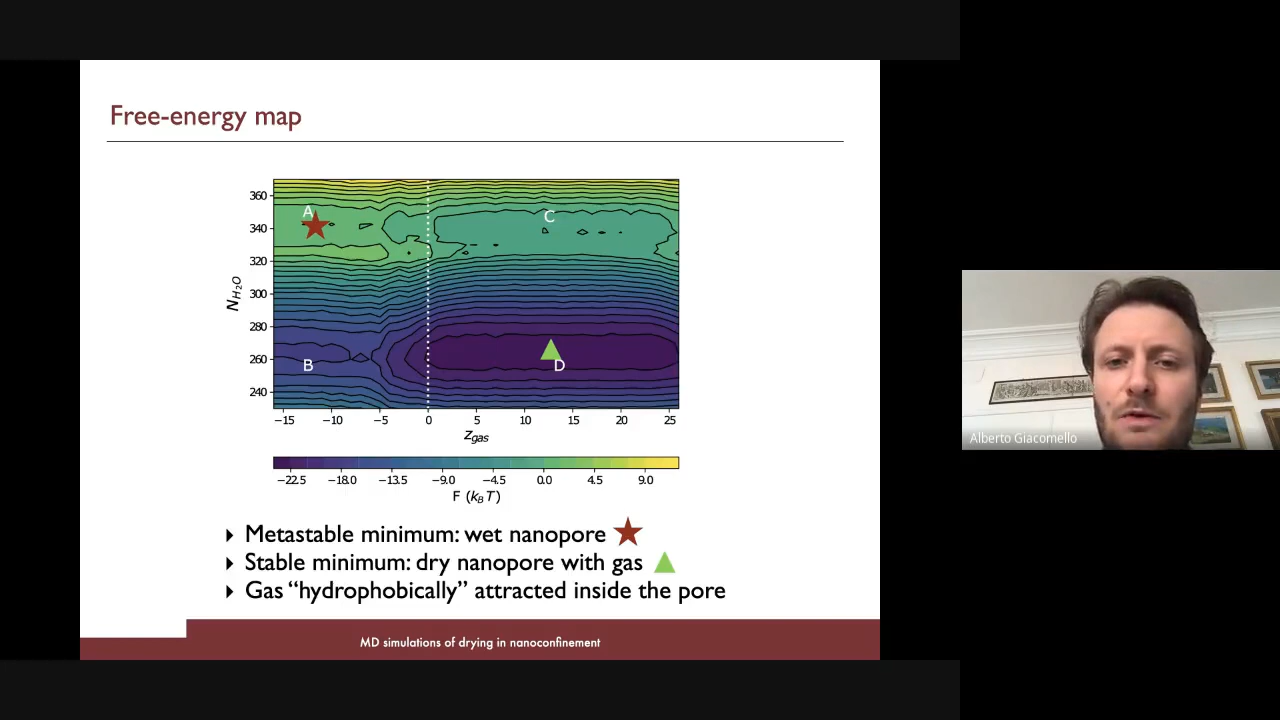 Free-energy map
360
340
320
300
280
260
240
N_H2O
A
B
C
D
−15
−10
−5
0
5
10
15
20
25
z_gas
−22.5
−18.0
−13.5
−9.0
−4.5
0.0
4.5
9.0
F (k_BT)
Metastable minimum: wet nanopore
Stable minimum: dry nanopore with gas
Gas “hydrophobically” attracted inside the pore
MD simulations of drying in nanoconfinement
Alberto Giacomello